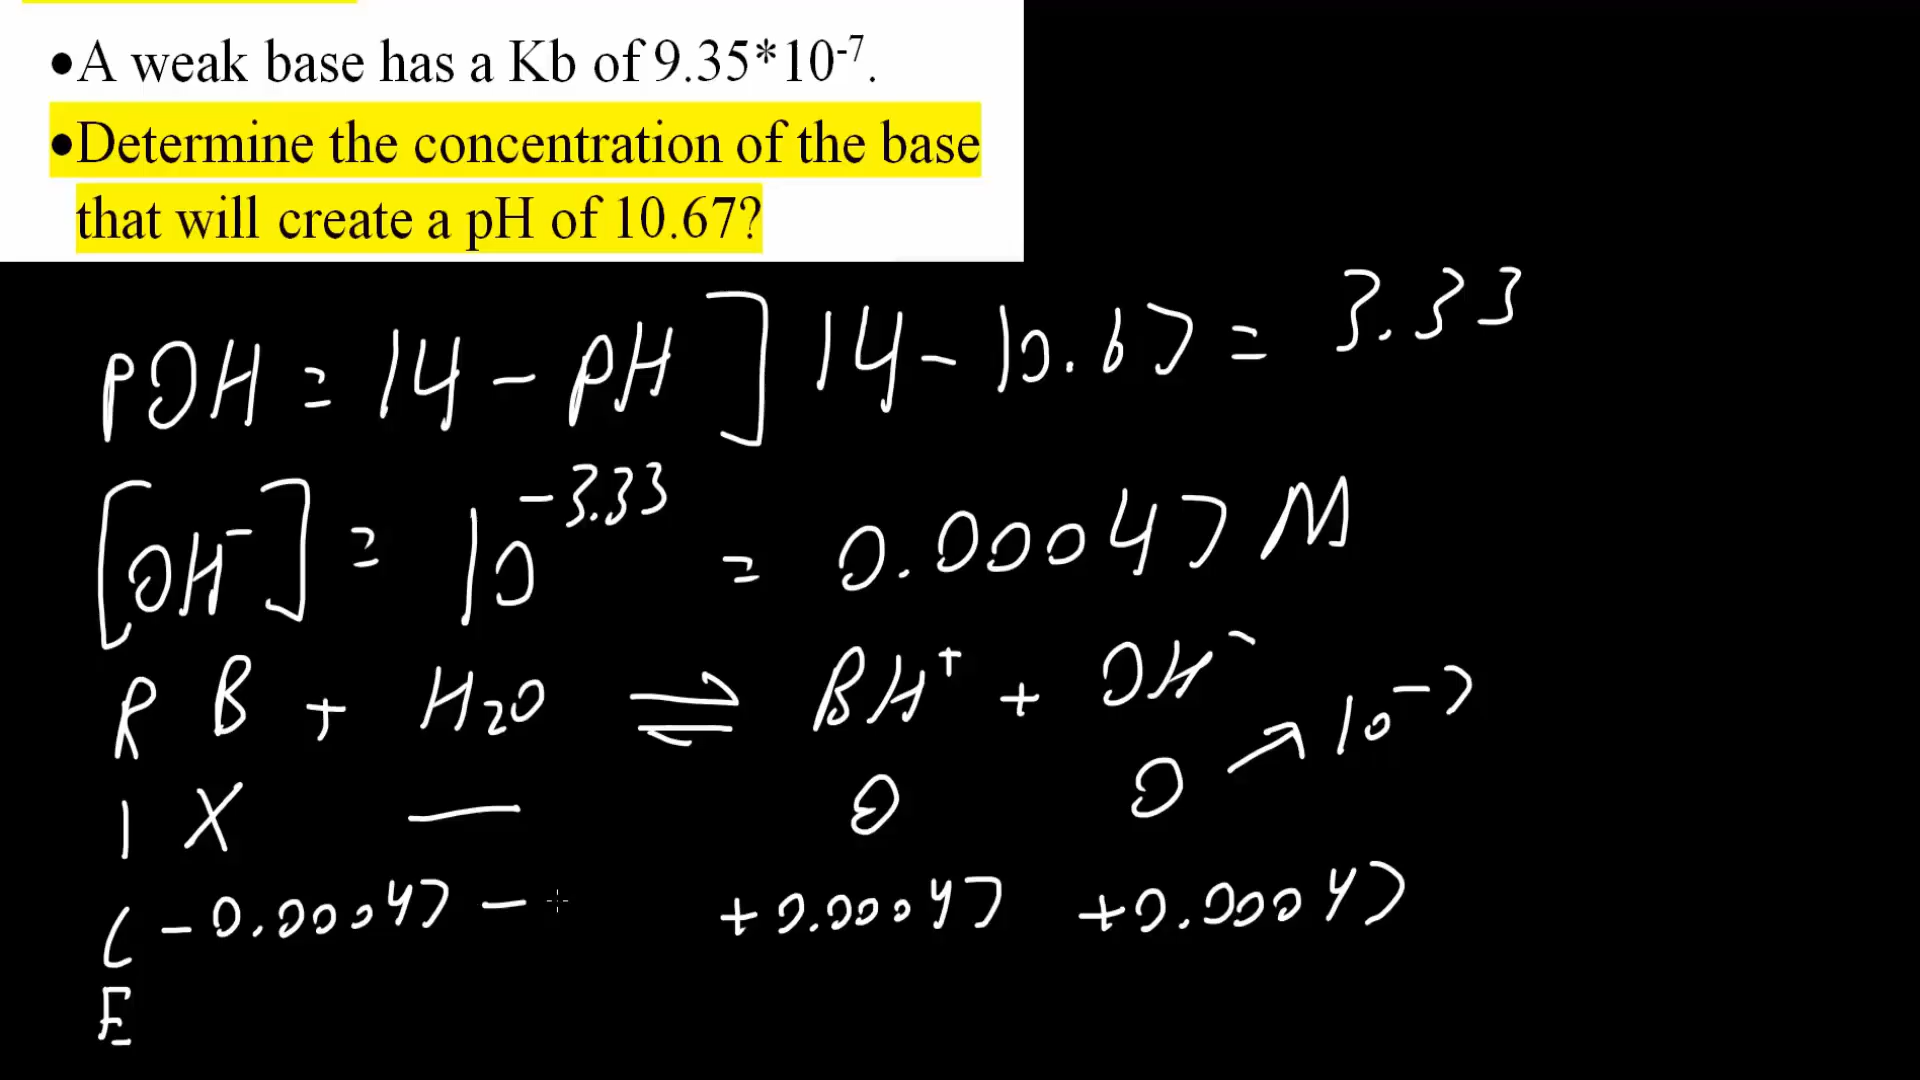 •A weak base has a Kb of 9.35*10-7.
•Determine the concentration of the base
that will create a pH of 10.67?
POH = 14 - PH ] 14 - 10.67 = 3.33
[OH-] = 10-3.33 = 0.00047 M
R B + H2O ⇌ BH+ + OH-
I X — 0 0 → 10-7
C - 0.00047 - +0.00047 +0.00047
E